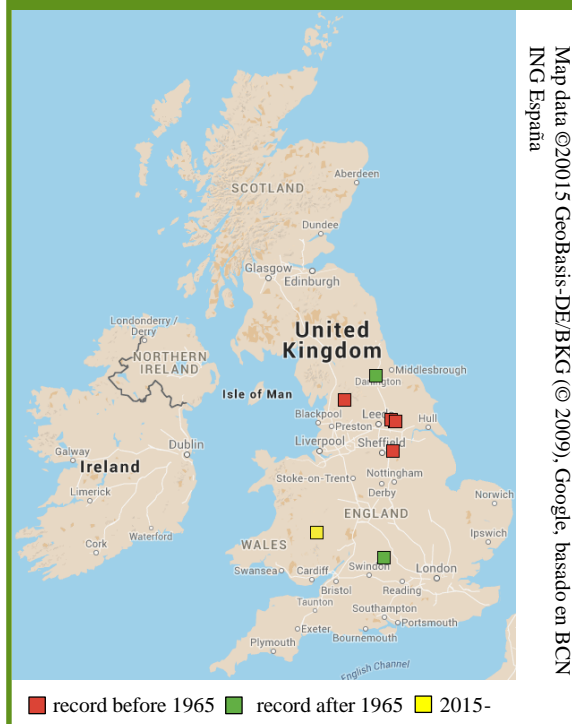 Aberdeen
SCOTLAND
Dundee
Glasgow
Edinburgh
Londonderry /
Derry
United
Kingdom
NORTHERN
IRELAND
Middlesbrough
Darlington
Isle of Man
Blackpool
Leeds
Preston
Hull
Dublin
Liverpool
Sheffield
Galway
Ireland
Stoke-on-Trent
Nottingham
Derby
Limerick
Norwich
ENGLAND
Waterford
Cork
WALES
Ipswich
Swansea
Cardiff
Swindon
London
Bristol
Reading
Taunton
Southampton
Exeter
Portsmouth
Plymouth
Bournemouth
English Channel
record before 1965 record after 1965 2015-
Map data ©20015 GeoBasis-DE/BKG (© 2009), Google, basado en BCN
ING España